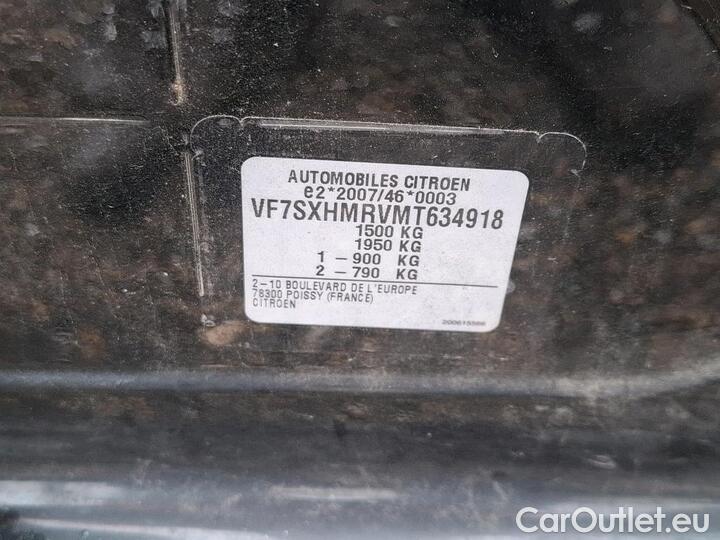 AUTOMOBILES CITROEN
e2*2007/46*0003
VF7SXHMRVMT634918
1500 KG
1950 KG
1 – 900 KG
2 – 790 KG
2–10 BOULEVARD DE L'EUROPE
78300 POISSY (FRANCE)
CITROEN
200615566
CarOutlet.eu